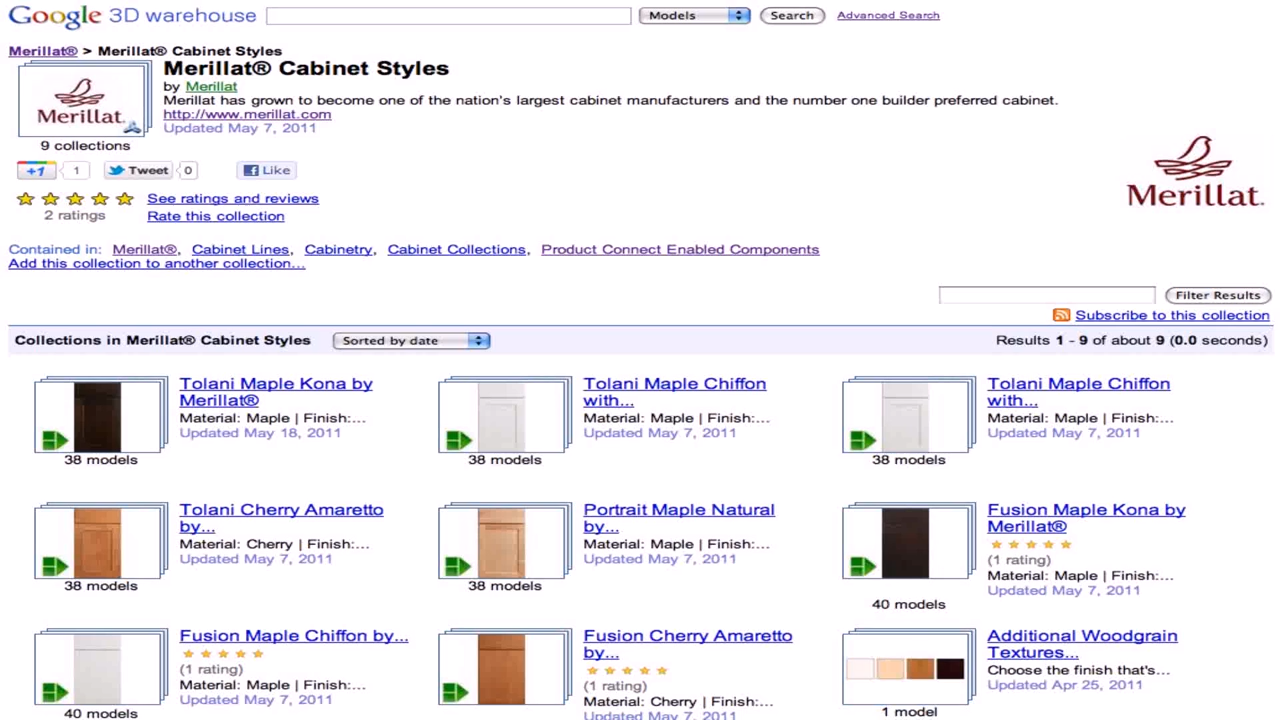 Google 3D warehouse Models Search Advanced Search
Merillat® > Merillat® Cabinet Styles
Merillat® Cabinet Styles
by Merillat
Merillat has grown to become one of the nation's largest cabinet manufacturers and the number one builder preferred cabinet.
http://www.merillat.com
Updated May 7, 2011
Merillat.
9 collections
+1 1 Tweet 0 Like
Merillat.
See ratings and reviews
2 ratings Rate this collection
Contained in: Merillat®, Cabinet Lines, Cabinetry, Cabinet Collections, Product Connect Enabled Components
Add this collection to another collection...
Filter Results
Subscribe to this collection
Collections in Merillat® Cabinet Styles Sorted by date Results 1 - 9 of about 9 (0.0 seconds)
Tolani Maple Kona by
Merillat®
Material: Maple | Finish:...
Updated May 18, 2011
38 models
Tolani Maple Chiffon
with...
Material: Maple | Finish:...
Updated May 7, 2011
38 models
Tolani Maple Chiffon
with...
Material: Maple | Finish:...
Updated May 7, 2011
38 models
Tolani Cherry Amaretto
by...
Material: Cherry | Finish:...
Updated May 7, 2011
38 models
Portrait Maple Natural
by...
Material: Maple | Finish:...
Updated May 7, 2011
38 models
Fusion Maple Kona by
Merillat®
(1 rating)
Material: Maple | Finish:...
Updated May 7, 2011
40 models
Fusion Maple Chiffon by...
(1 rating)
Material: Maple | Finish:...
Updated May 7, 2011
40 models
Fusion Cherry Amaretto
by...
(1 rating)
Material: Cherry | Finish:...
Updated May 7, 2011
Additional Woodgrain
Textures...
Choose the finish that's...
Updated Apr 25, 2011
1 model